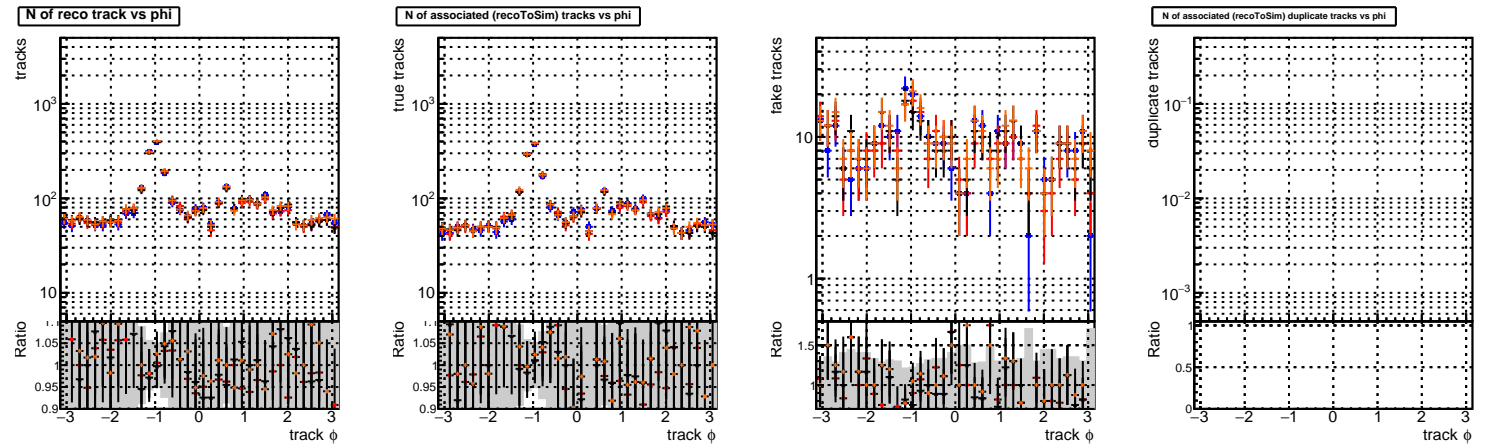 N of reco track vs phi
tracks
10³
10²
10
Ratio
1.05
1
0.95
0.9
−3 −2 −1 0 1 2 3
track ϕ
N of associated (recoToSim) tracks vs phi
true tracks
10³
10²
10
Ratio
1.05
1
0.95
0.9
−3 −2 −1 0 1 2 3
track ϕ
fake tracks
10
1
Ratio
1.5
1
−3 −2 −1 0 1 2 3
track ϕ
N of associated (recoToSim) duplicate tracks vs phi
duplicate tracks
10⁻¹
10⁻²
10⁻³
Ratio
1
0.5
0
−3 −2 −1 0 1 2 3
track ϕ